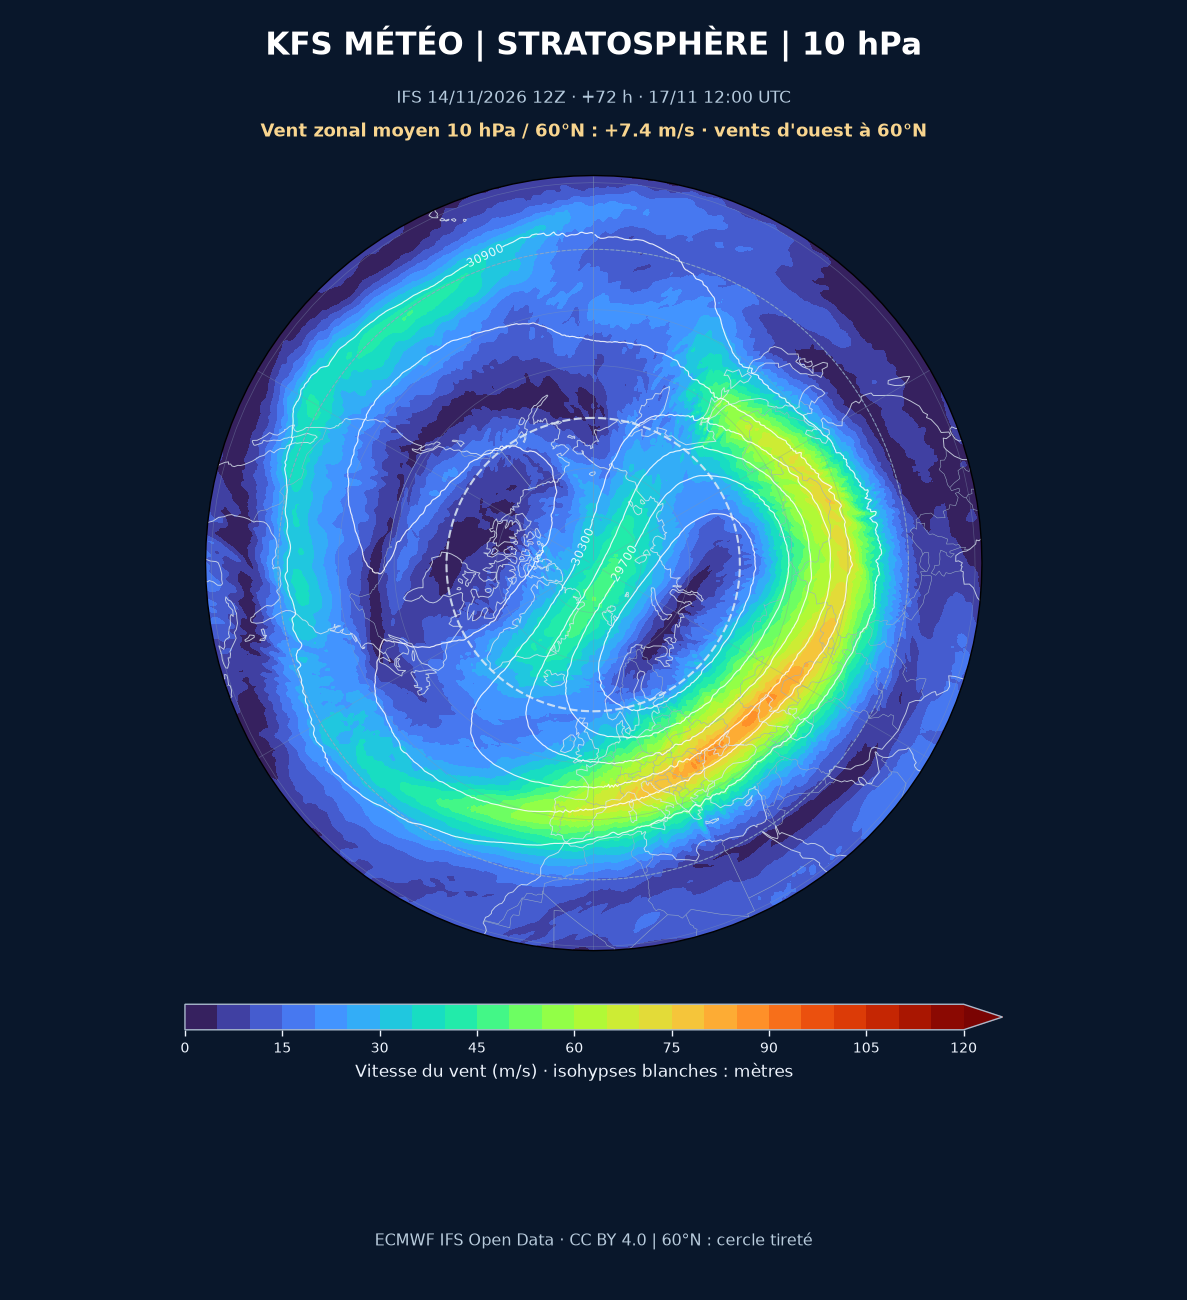 KFS MÉTÉO | STRATOSPHÈRE | 10 hPa
IFS 14/11/2026 12Z · +72 h · 17/11 12:00 UTC
Vent zonal moyen 10 hPa / 60°N : +7.4 m/s · vents d'ouest à 60°N
30900
30300
29700
0 15 30 45 60 75 90 105 120
Vitesse du vent (m/s) · isohypses blanches : mètres
ECMWF IFS Open Data · CC BY 4.0 | 60°N : cercle tireté